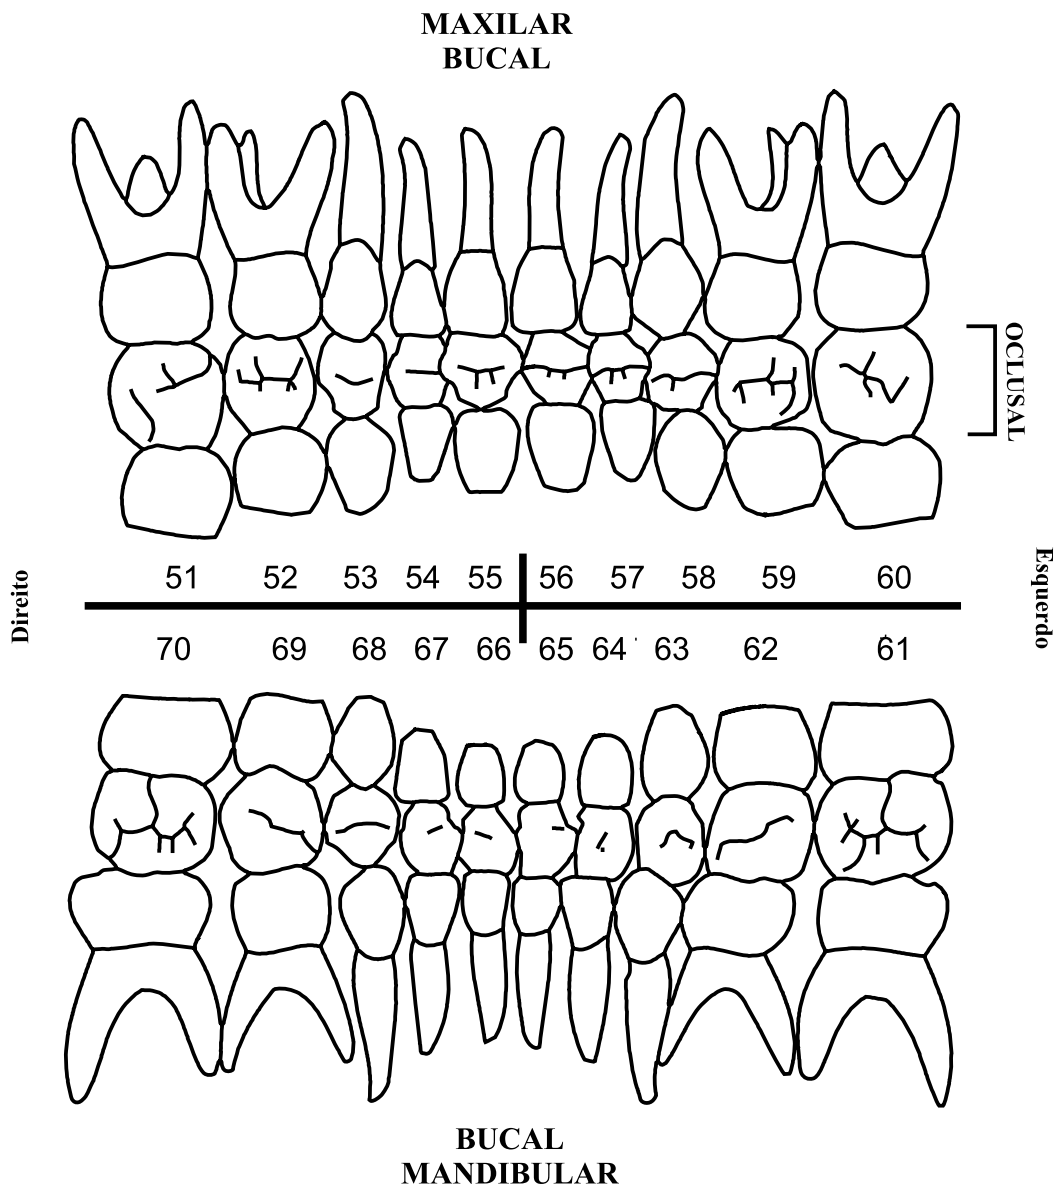 MAXILAR
BUCAL
OCLUSAL
Direito
Esquerdo
51 52 53 54 55 56 57 58 59 60
70 69 68 67 66 65 64 63 62 61
BUCAL
MANDIBULAR